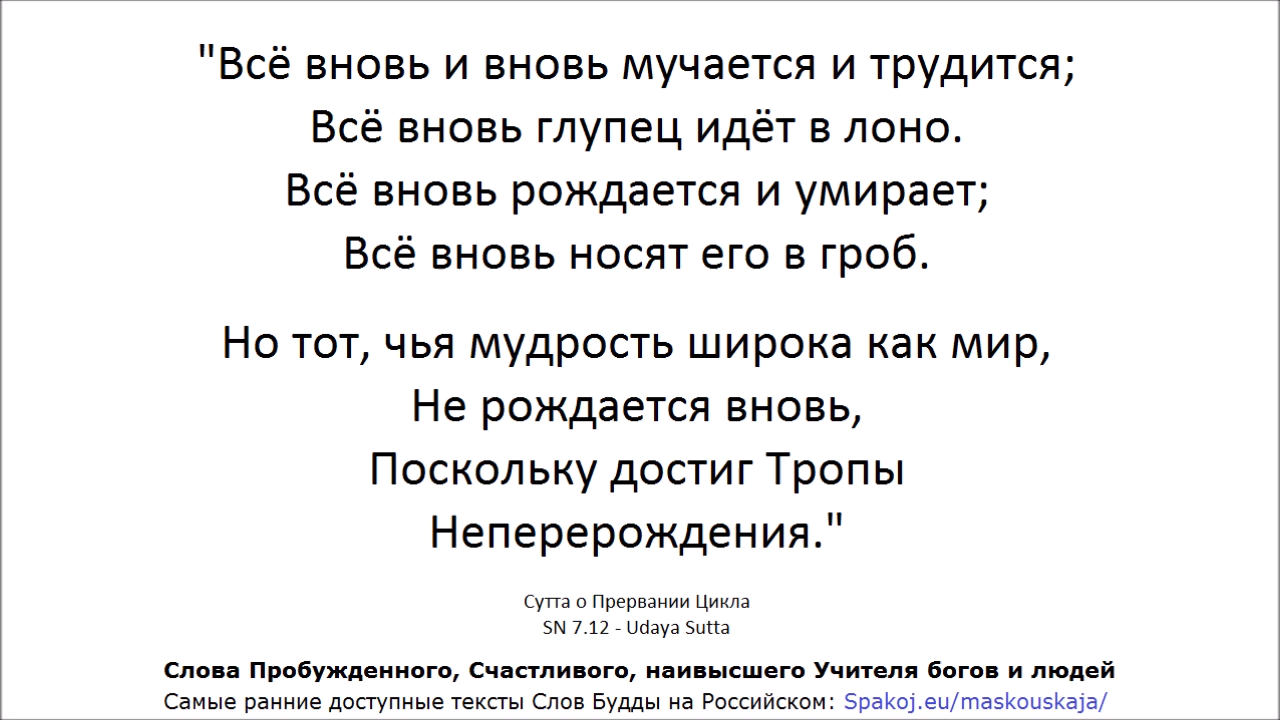 "Всё вновь и вновь мучается и трудится;
Всё вновь глупец идёт в лоно.
Всё вновь рождается и умирает;
Всё вновь носят его в гроб.
Но тот, чья мудрость широка как мир,
Не рождается вновь,
Поскольку достиг Тропы
Неперерождения."
Сутта о Прервании Цикла
SN 7.12 - Udaya Sutta
Слова Пробужденного, Счастливого, наивысшего Учителя богов и людей
Самые ранние доступные тексты Слов Будды на Российском: Spakoj.eu/maskouskaja/